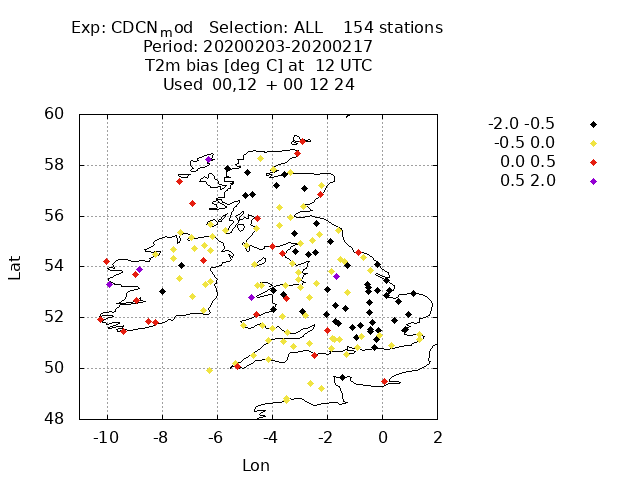 Exp: CDCNmod   Selection: ALL    154 stations
Period: 20200203-20200217
T2m bias [deg C] at  12 UTC
Used  00,12  + 00 12 24
-2.0 -0.5
-0.5 0.0
0.0 0.5
0.5 2.0
60
58
56
54
52
50
48
Lat
-10 -8 -6 -4 -2 0 2
Lon